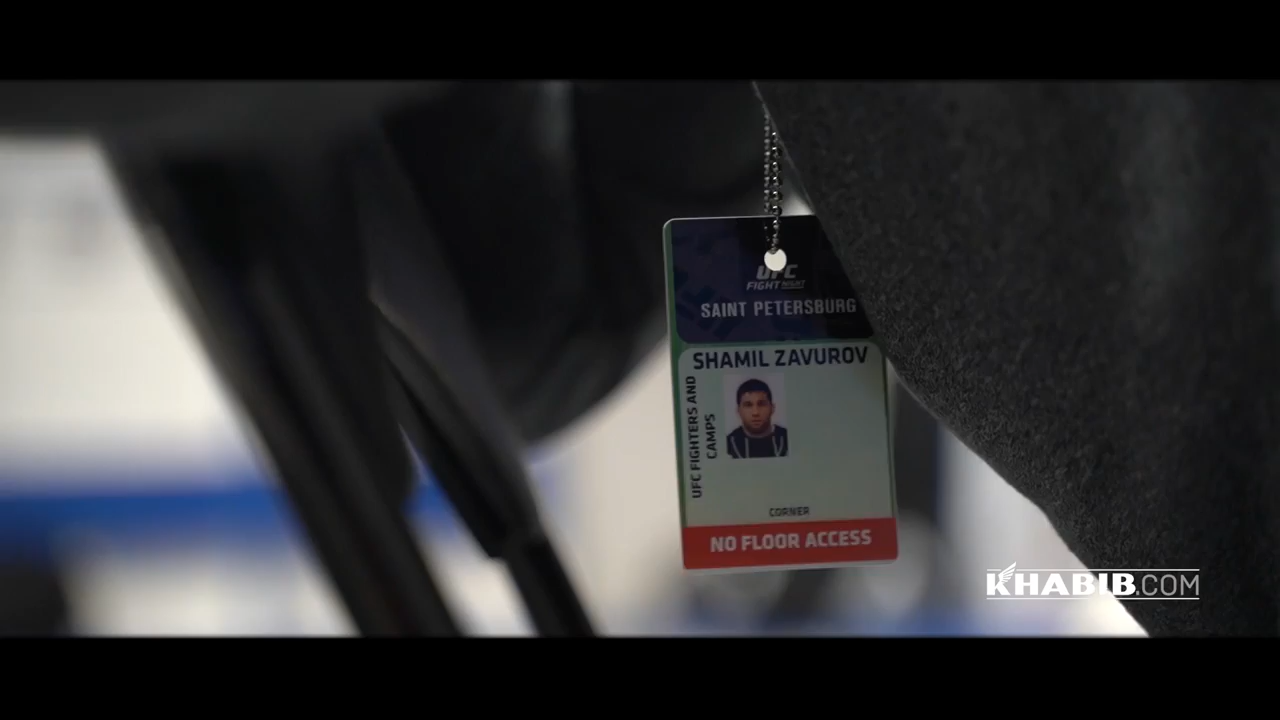 UFC
FIGHT NIGHT
SAINT PETERSBURG
SHAMIL ZAVUROV
UFC FIGHTERS AND
CAMPS
CORNER
NO FLOOR ACCESS
KHABIB.COM